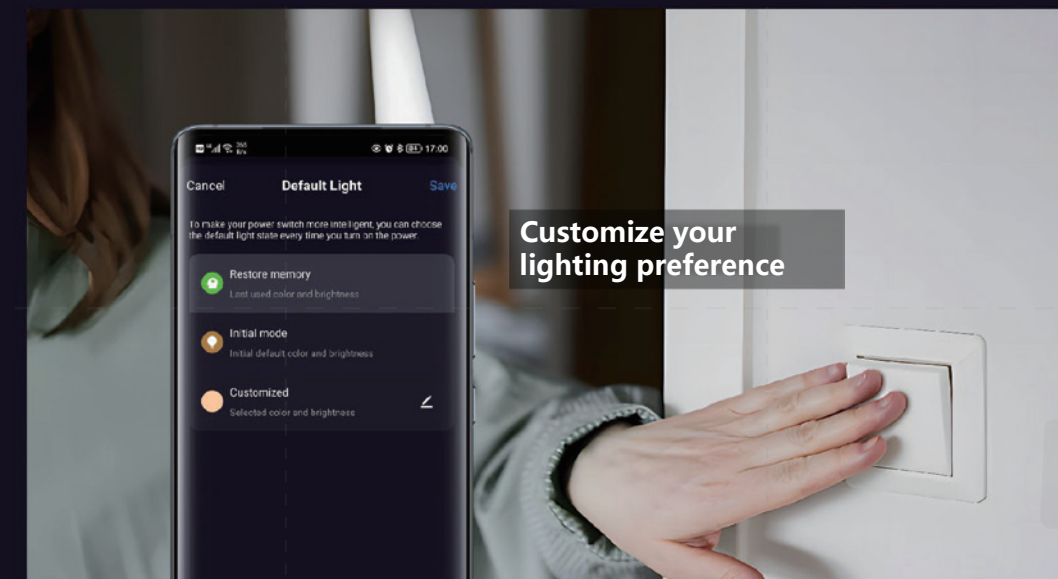 17:00
Cancel
Default Light
Save
To make your power switch more intelligent, you can choose
the default light state every time you turn on the power.
Restore memory
Last used color and brightness
Initial mode
Initial default color and brightness
Customized
Selected color and brightness
Customize your
lighting preference